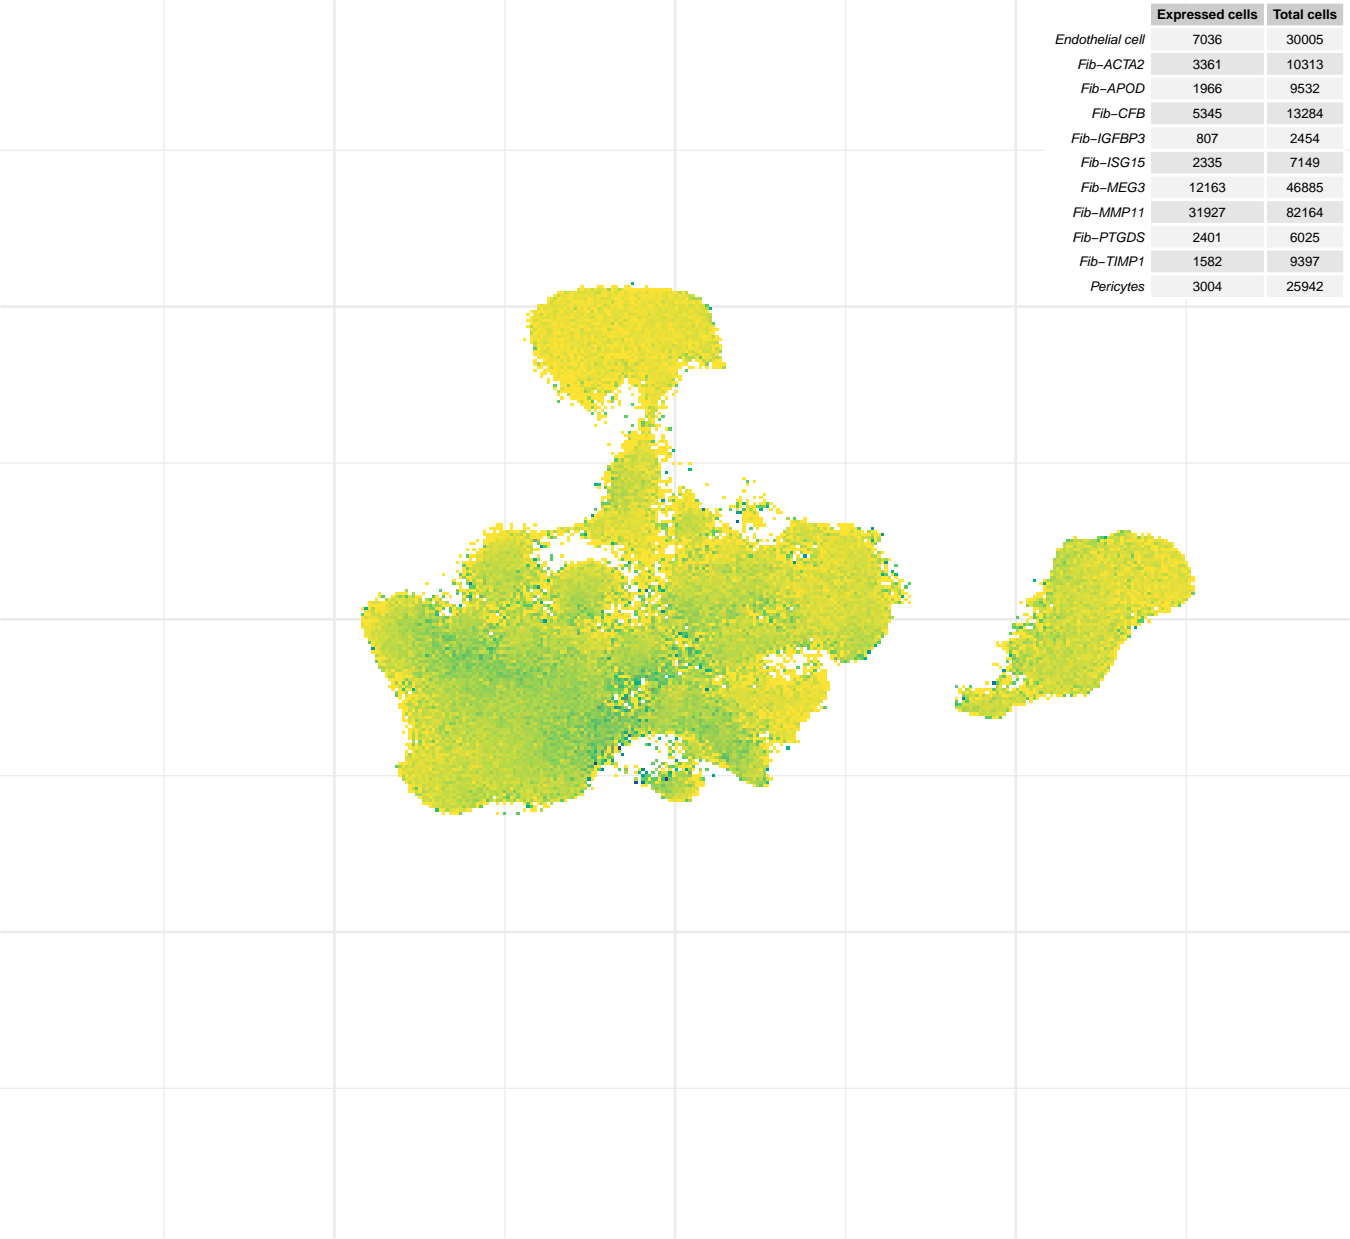 Expressed cells Total cells
Endothelial cell 7036 30005
Fib−ACTA2 3361 10313
Fib−APOD 1966 9532
Fib−CFB 5345 13284
Fib−IGFBP3 807 2454
Fib−ISG15 2335 7149
Fib−MEG3 12163 46885
Fib−MMP11 31927 82164
Fib−PTGDS 2401 6025
Fib−TIMP1 1582 9397
Pericytes 3004 25942